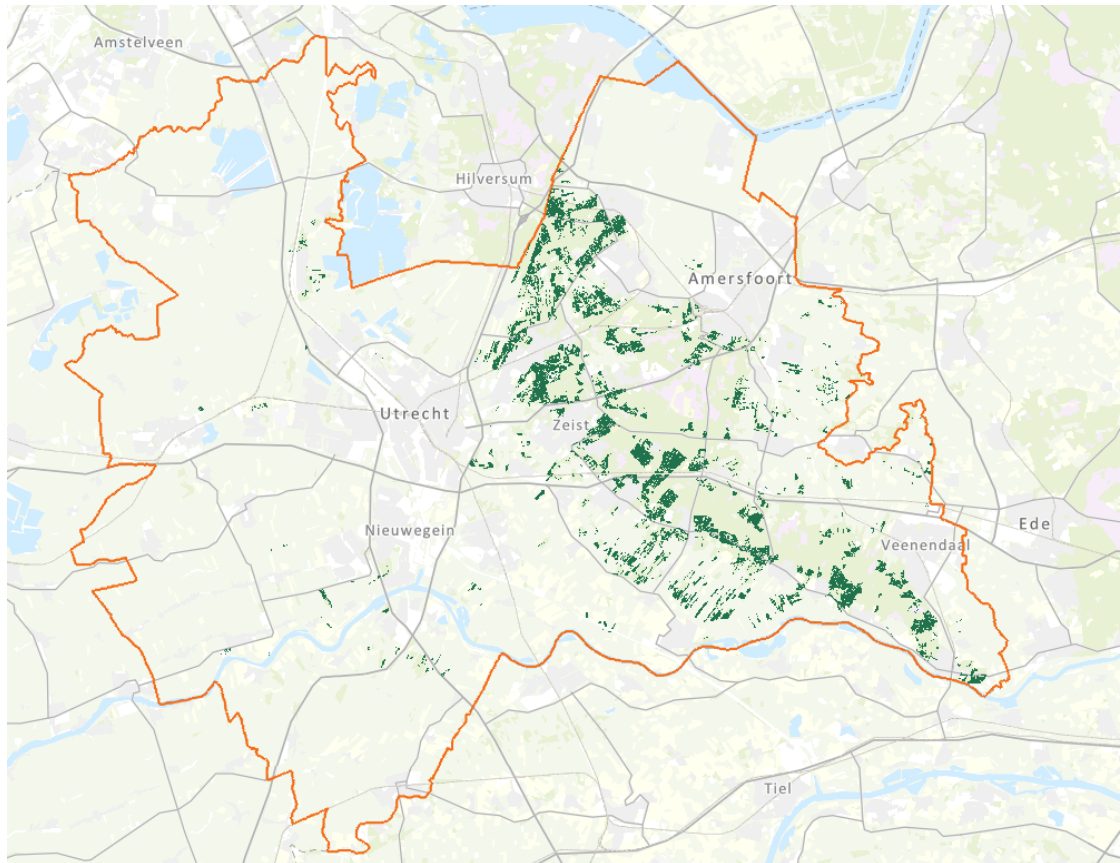 Amstelveen
Hilversum
Amersfoort
Utrecht
Zeist
Nieuwegein
Ede
Veenendaal
Tiel